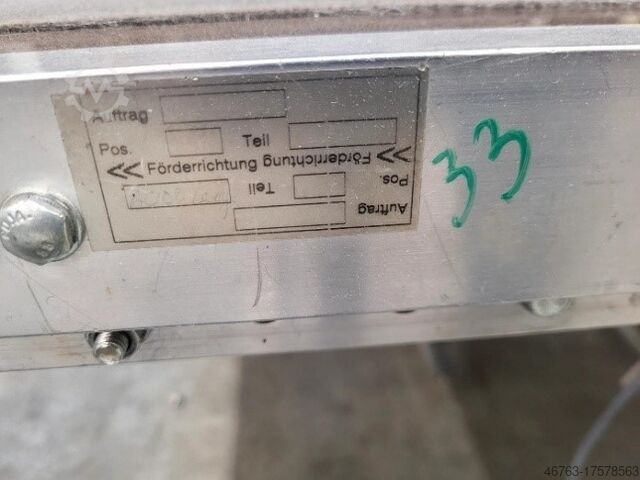 Auftrag
Pos. Teil
<< Förderrichtung
<< Förderrichtung
Pos. Teil
Auftrag
33
46763-17578563